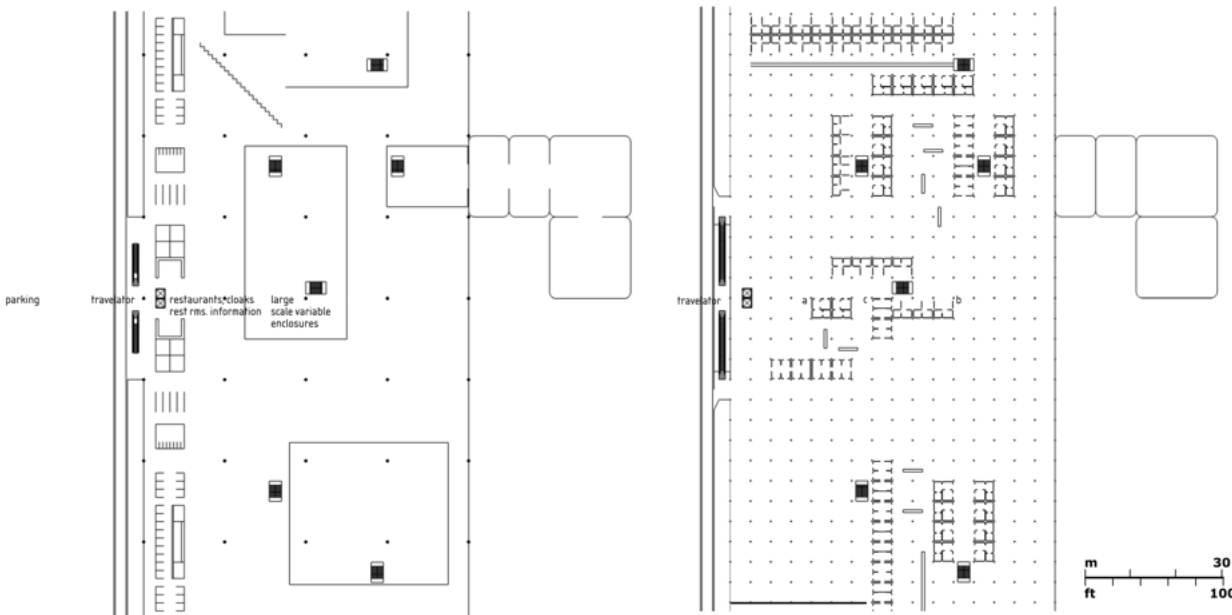 parking
travelator
restaurants, cloaks
rest rms. information
large
scale variable
enclosures
travelator
a
c
b
m
30
ft
100